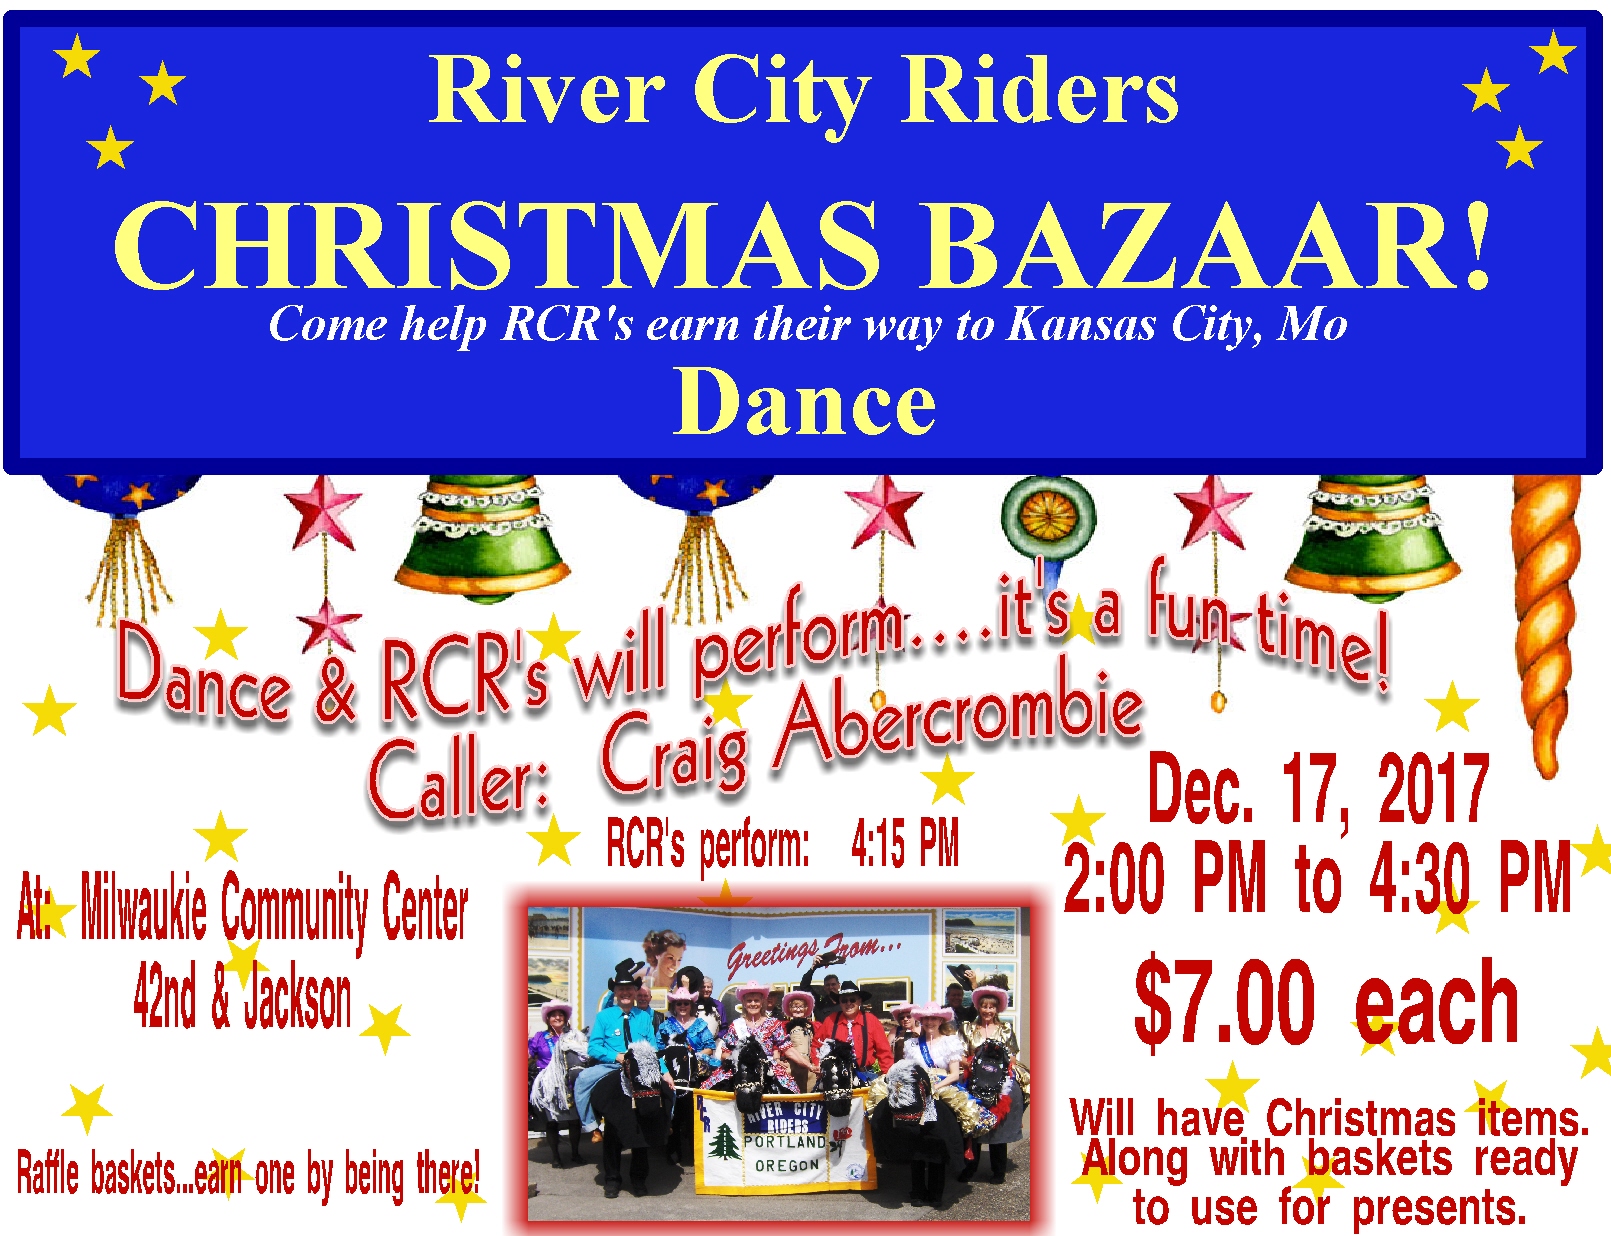 River City Riders
CHRISTMAS BAZAAR!
Come help RCR's earn their way to Kansas City, Mo
Dance
Dance & RCR's will perform....it's a fun time!
Caller: Craig Abercrombie
RCR's perform: 4:15 PM
Dec. 17, 2017
2:00 PM to 4:30 PM
$7.00 each
At: Milwaukie Community Center
42nd & Jackson
Raffle baskets...earn one by being there!
Greetings From...
RIVER CITY
RIDERS
PORTLAND
OREGON
Will have Christmas items.
Along with baskets ready
to use for presents.